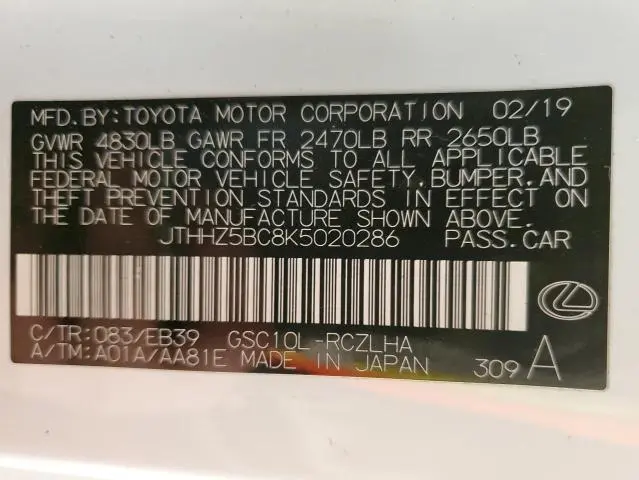 MFD.BY:TOYOTA MOTOR CORPORATION 02/19
GVWR 4830LB GAWR FR 2470LB RR 2650LB
THIS VEHICLE CONFORMS TO ALL APPLICABLE
FEDERAL MOTOR VEHICLE SAFETY,BUMPER,AND
THEFT PREVENTION STANDARDS IN EFFECT ON
THE DATE OF MANUFACTURE SHOWN ABOVE.
JTHHZ5BC8K5020286 PASS.CAR
C/TR:083/EB39 GSC10L-RCZLHA
A/TM:A01A/AA81E MADE IN JAPAN 309 A